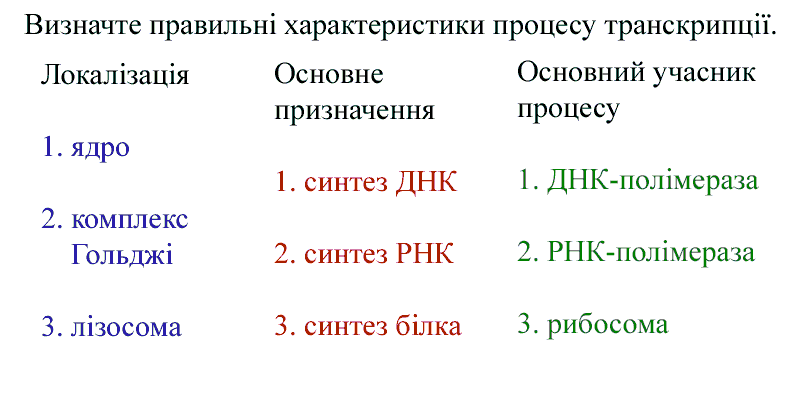 Визначте правильні характеристики процесу транскрипції.
Локалізація
1. ядро
2. комплекс
Гольджі
3. лізосома
Основне
призначення
1. синтез ДНК
2. синтез РНК
3. синтез білка
Основний учасник
процесу
1. ДНК-полімераза
2. РНК-полімераза
3. рибосома